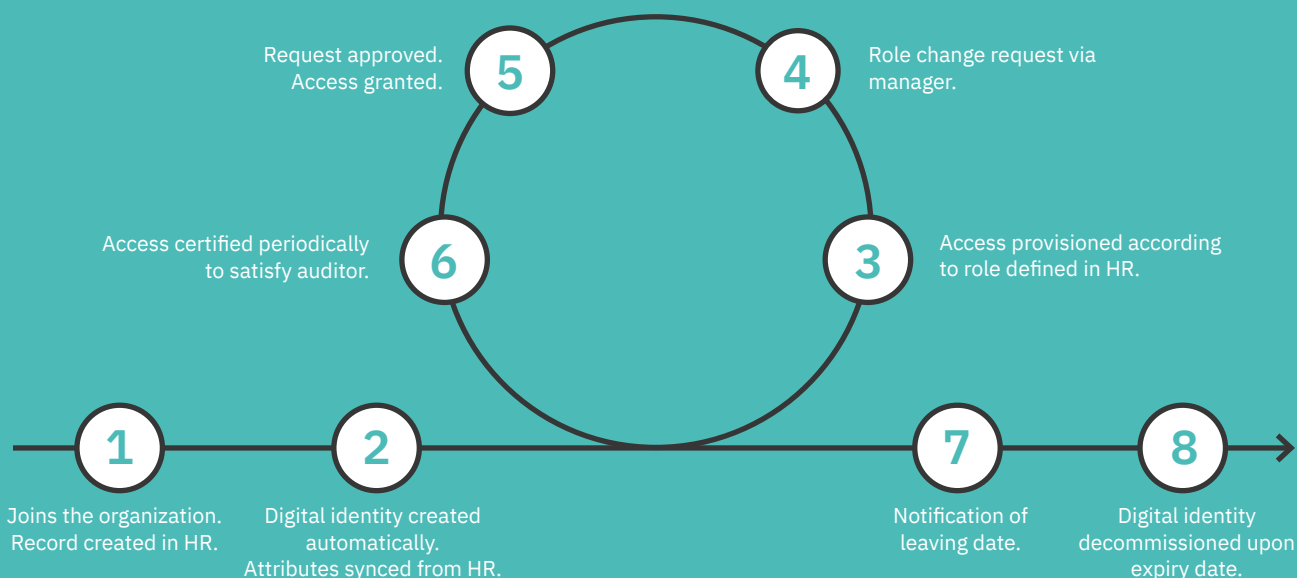 Request approved.
Access granted.
5
4
Role change request via
manager.
Access certified periodically
to satisfy auditor.
6
3
Access provisioned according
to role defined in HR.
1
Joins the organization.
Record created in HR.
2
Digital identity created
automatically.
Attributes synced from HR.
7
Notification of
leaving date.
8
Digital identity
decommissioned upon
expiry date.